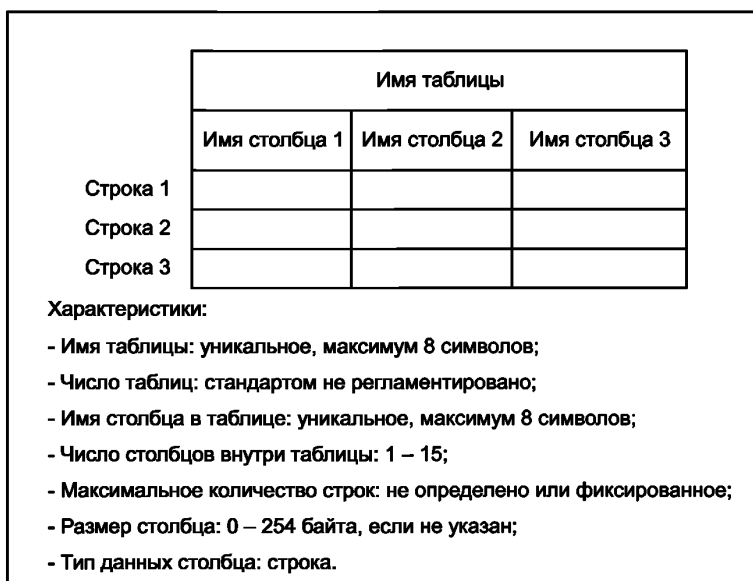 Имя таблицы
Имя столбца 1 Имя столбца 2 Имя столбца 3
Строка 1
Строка 2
Строка 3
Характеристики:
- Имя таблицы: уникальное, максимум 8 символов;
- Число таблиц: стандартом не регламентировано;
- Имя столбца в таблице: уникальное, максимум 8 символов;
- Число столбцов внутри таблицы: 1 – 15;
- Максимальное количество строк: не определено или фиксированное;
- Размер столбца: 0 – 254 байта, если не указан;
- Тип данных столбца: строка.